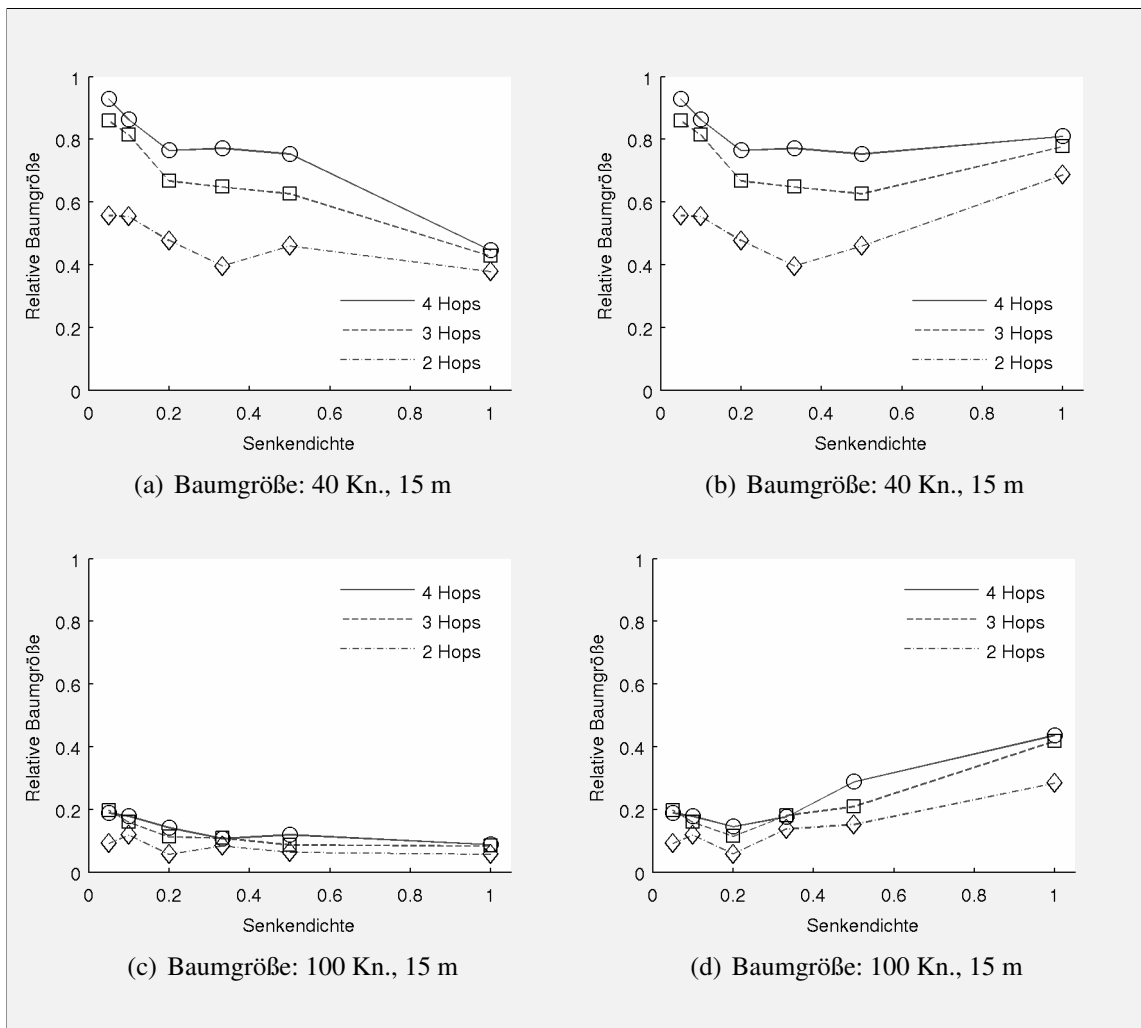 1
0.8
0.6
0.4
0.2
0
Relative Baumgröße
4 Hops
3 Hops
2 Hops
0 0.2 0.4 0.6 0.8 1
Senkendichte
(a) Baumgröße: 40 Kn., 15 m
1
0.8
0.6
0.4
0.2
0
Relative Baumgröße
4 Hops
3 Hops
2 Hops
0 0.2 0.4 0.6 0.8 1
Senkendichte
(b) Baumgröße: 40 Kn., 15 m
1
0.8
0.6
0.4
0.2
0
Relative Baumgröße
4 Hops
3 Hops
2 Hops
0 0.2 0.4 0.6 0.8 1
Senkendichte
(c) Baumgröße: 100 Kn., 15 m
1
0.8
0.6
0.4
0.2
0
Relative Baumgröße
4 Hops
3 Hops
2 Hops
0 0.2 0.4 0.6 0.8 1
Senkendichte
(d) Baumgröße: 100 Kn., 15 m